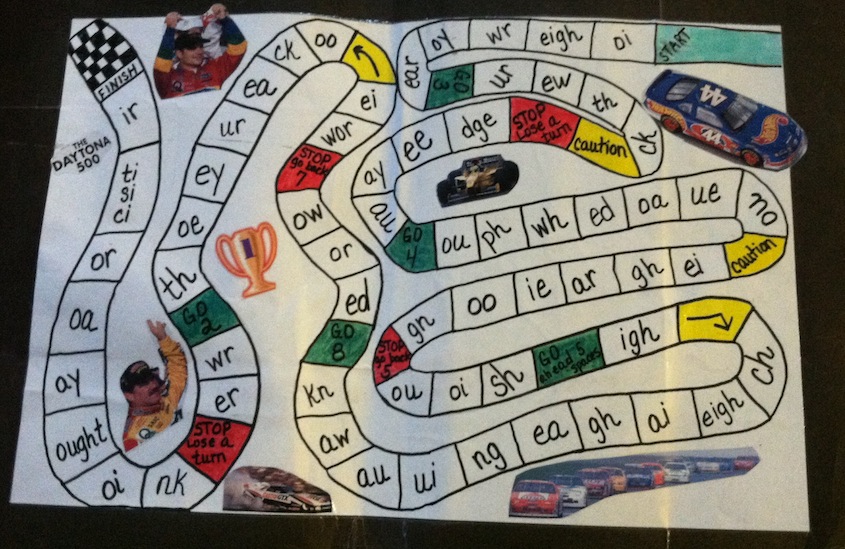 START
oi
eigh
wr
oy
ear
GO
3
ur
ew
th
ck
caution
STOP
Lose a
turn
dge
ee
ay
au
GO
4
ou
ph
wh
ed
oa
ue
caution
ei
gh
ar
ie
oo
gn
STOP
go back
5
ou
oi
sh
GO
ahead 5
spaces
igh
ch
eigh
ai
gh
ea
ng
ui
au
aw
kn
GO
8
ed
or
ow
STOP
go back
7
wor
ei
oo
ck
ea
ur
ey
oe
th
GO
2
wr
er
STOP
Lose a
turn
nk
oi
ought
ay
oa
or
ti
si
ci
ir
FINISH
THE
DAYTONA
500
44